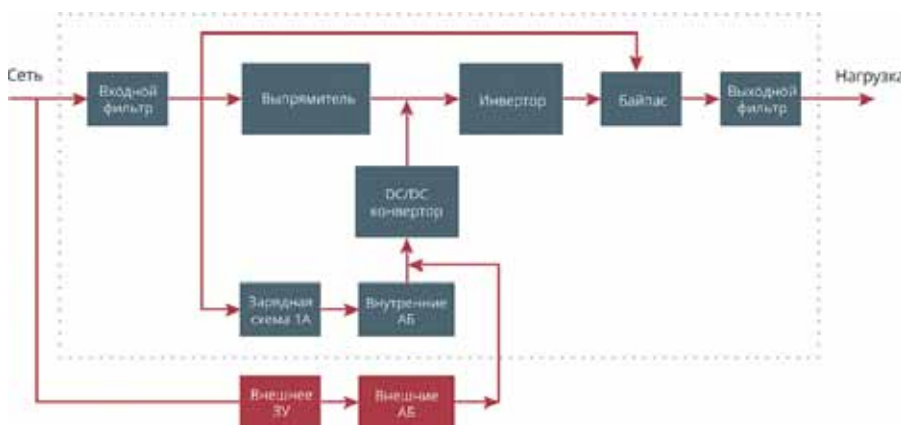 Сеть
Входной
фильтр
Выпрямитель
Инвертор
Байпас
Выходной
фильтр
Нагрузка
DC/DC
конвертор
Зарядная
схема 1А
Внутренние
АБ
Внешнее
ЗУ
Внешние
АБ